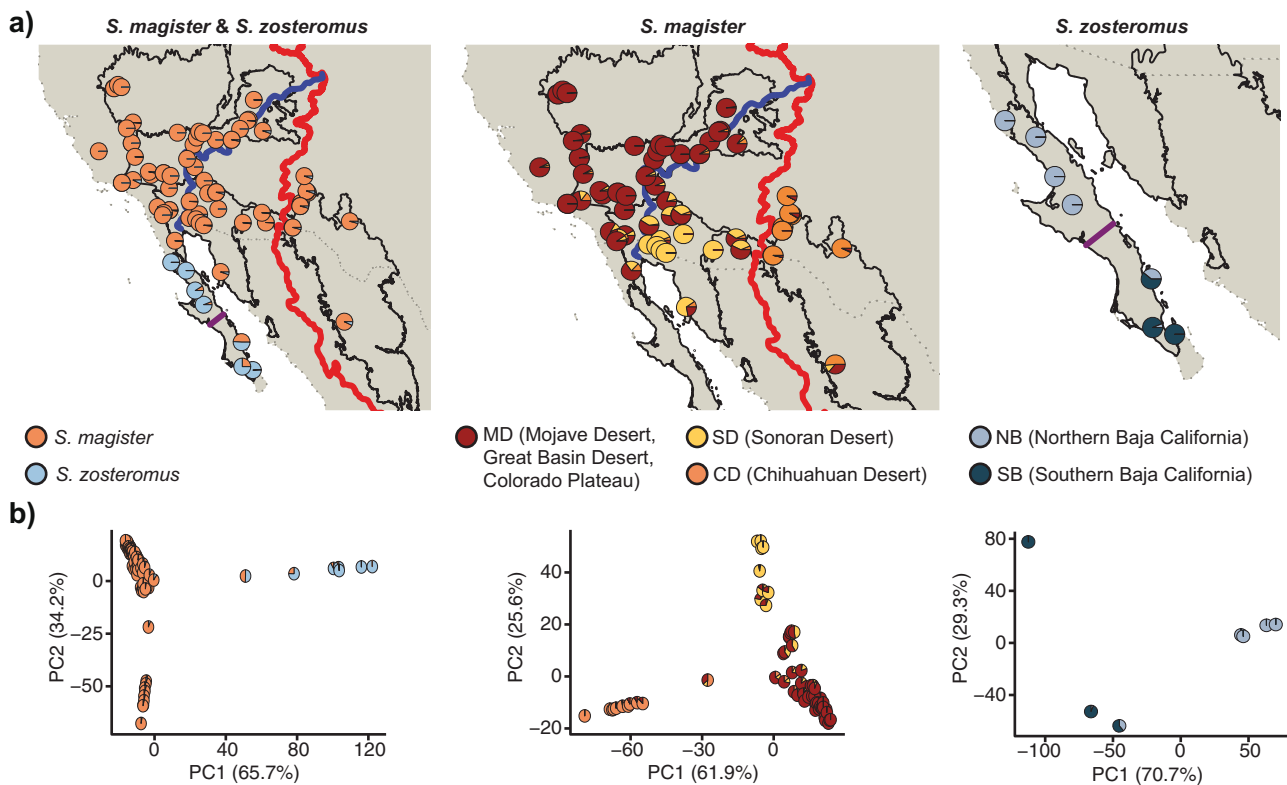 a)
S. magister & S. zosteromus
S. magister
S. zosteromus
S. magister
S. zosteromus
MD (Mojave Desert,
Great Basin Desert,
Colorado Plateau)
SD (Sonoran Desert)
CD (Chihuahuan Desert)
NB (Northern Baja California)
SB (Southern Baja California)
b)
PC2 (34.2%)
0
−25
−50
0
40
80
120
PC1 (65.7%)
PC2 (25.6%)
40
20
0
−20
−60
−30
0
PC1 (61.9%)
PC2 (29.3%)
80
40
0
−40
−100
−50
0
50
PC1 (70.7%)